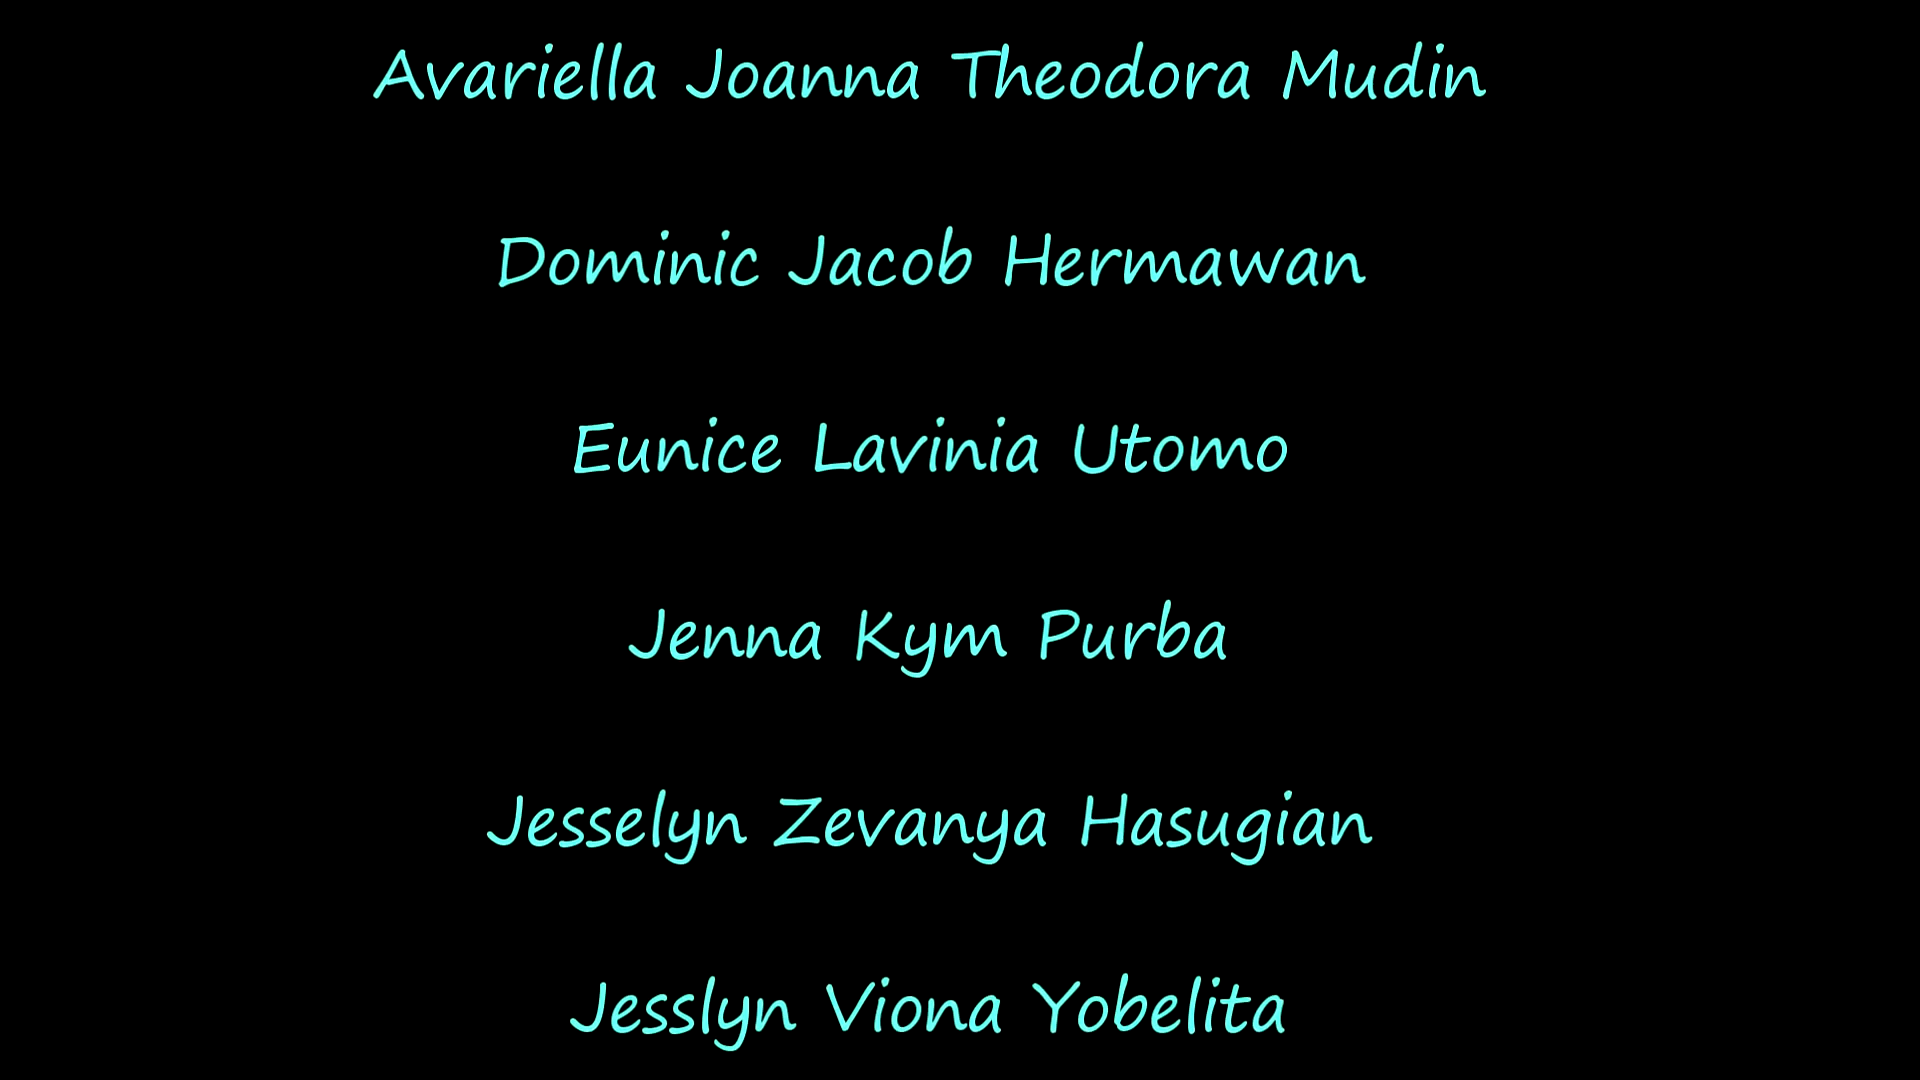 Avariella Joanna Theodora Mudin
Dominic Jacob Hermawan
Eunice Lavinia Utomo
Jenna Kym Purba
Jesselyn Zevanya Hasugian
Jesslyn Viona Yobelita